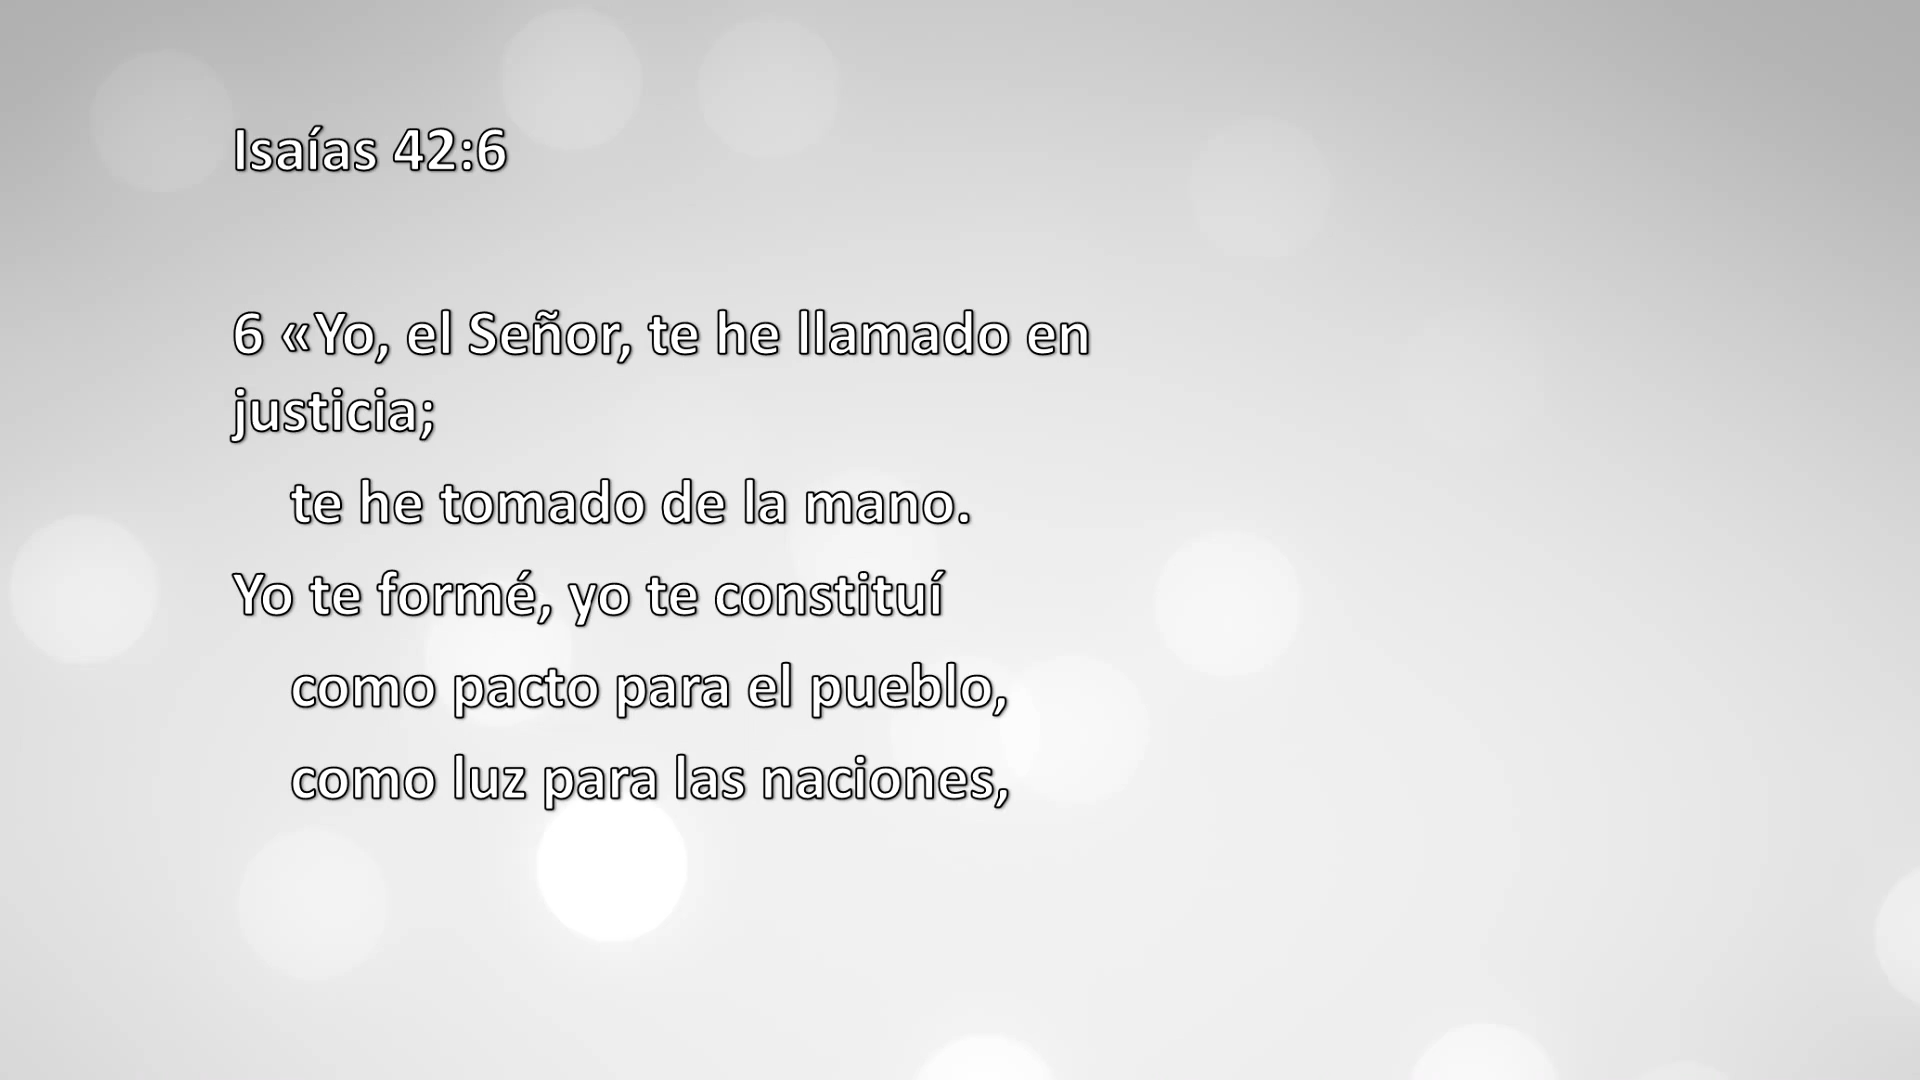 Isaías 42:6
6 «Yo, el Señor, te he llamado en
justicia;
te he tomado de la mano.
Yo te formé, yo te constituí
como pacto para el pueblo,
como luz para las naciones,